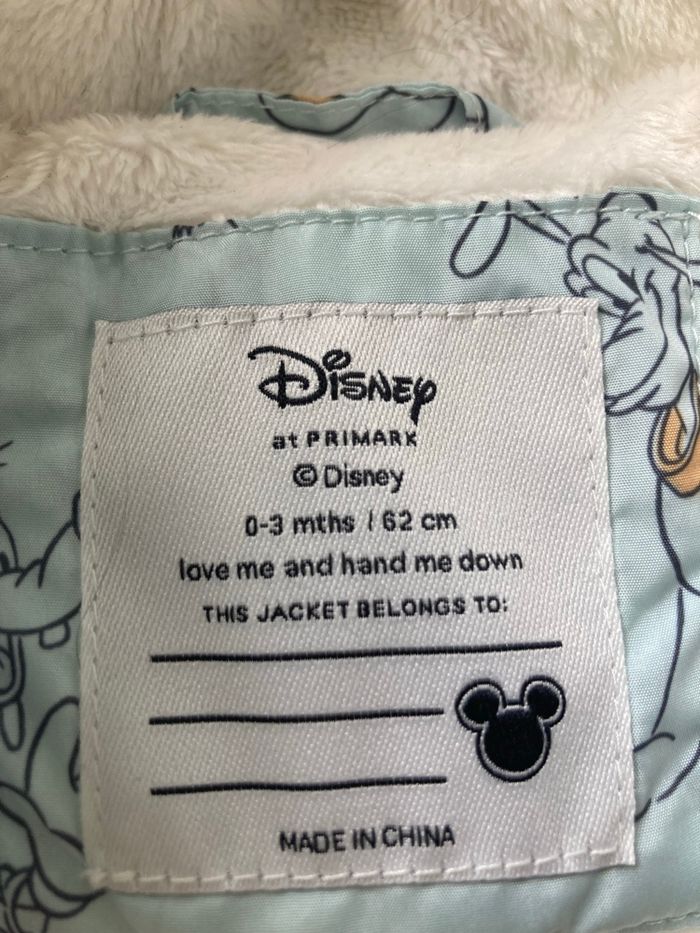 Disney
at PRIMARK
© Disney
0-3 mths / 62 cm
love me and hand me down
THIS JACKET BELONGS TO:
MADE IN CHINA